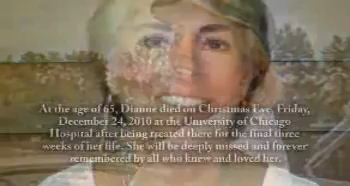 At the age of 65, Dianne died on Christmas Eve, Friday,
December 24, 2010 at the University of Chicago
Hospital after being treated there for the final three
weeks of her life. She will be deeply missed and forever
remembered by all who knew and loved her.